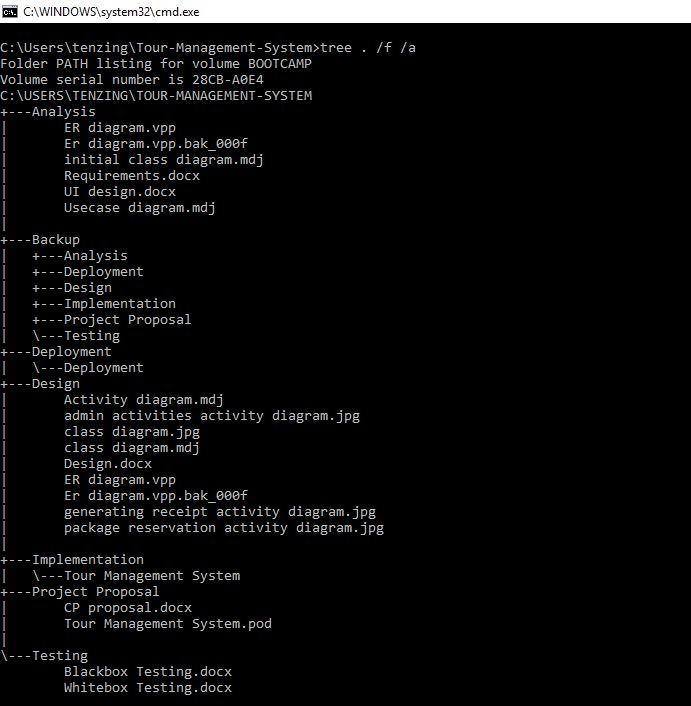 C:\WINDOWS\system32\cmd.exe
C:\Users\tenzing\Tour-Management-System>tree . /f /a
Folder PATH listing for volume BOOTCAMP
Volume serial number is 28CB-A0E4
C:\USERS\TENZING\TOUR-MANAGEMENT-SYSTEM
+---Analysis
|       ER diagram.vpp
|       Er diagram.vpp.bak_000f
|       initial class diagram.mdj
|       Requirements.docx
|       UI design.docx
|       Usecase diagram.mdj
|
+---Backup
|   +---Analysis
|   +---Deployment
|   +---Design
|   +---Implementation
|   +---Project Proposal
|   \---Testing
+---Deployment
|   \---Deployment
+---Design
|       Activity diagram.mdj
|       admin activities activity diagram.jpg
|       class diagram.jpg
|       class diagram.mdj
|       Design.docx
|       ER diagram.vpp
|       Er diagram.vpp.bak_000f
|       generating receipt activity diagram.jpg
|       package reservation activity diagram.jpg
|
+---Implementation
|   \---Tour Management System
+---Project Proposal
|       CP proposal.docx
|       Tour Management System.pod
|
\---Testing
        Blackbox Testing.docx
        Whitebox Testing.docx